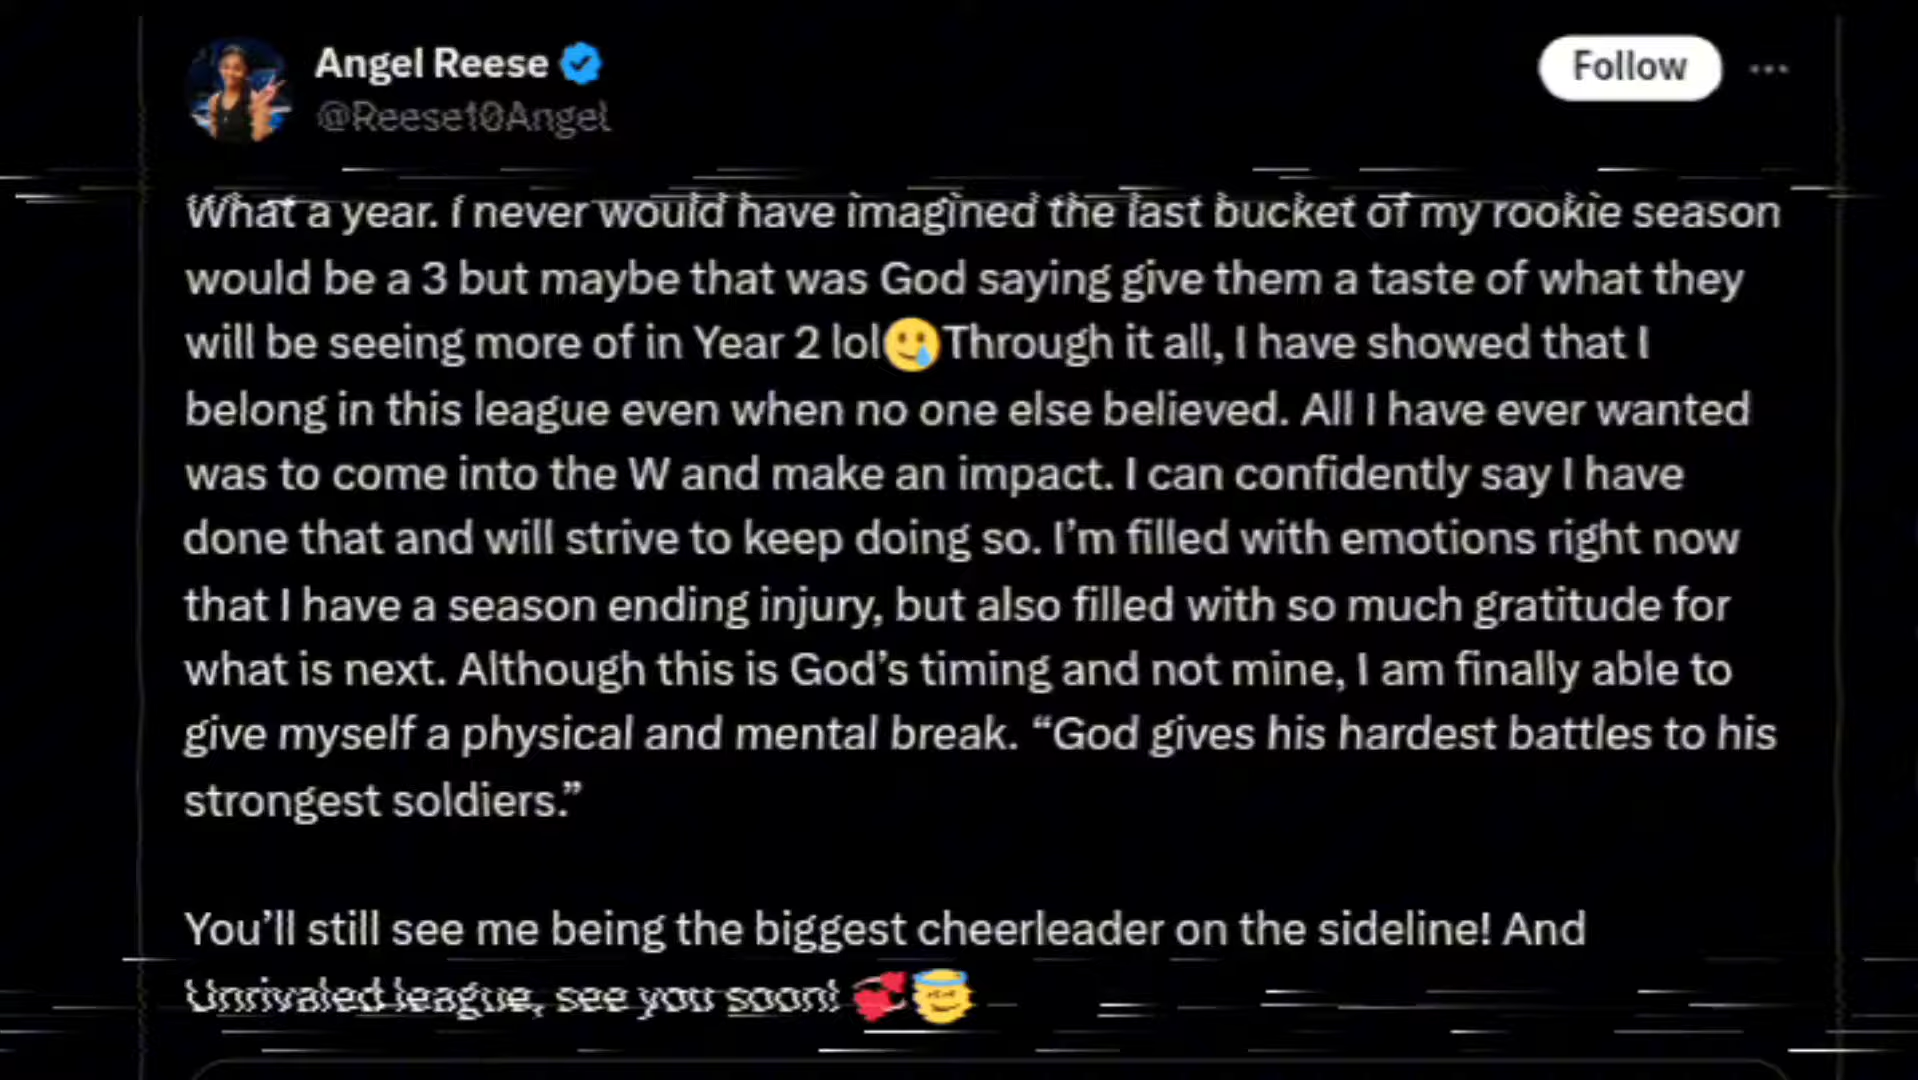 Angel Reese
@Reese10Angel
Follow
What a year. I never would have imagined the last bucket of my rookie season
would be a 3 but maybe that was God saying give them a taste of what they
will be seeing more of in Year 2 lol🥲Through it all, I have showed that I
belong in this league even when no one else believed. All I have ever wanted
was to come into the W and make an impact. I can confidently say I have
done that and will strive to keep doing so. I’m filled with emotions right now
that I have a season ending injury, but also filled with so much gratitude for
what is next. Although this is God’s timing and not mine, I am finally able to
give myself a physical and mental break. “God gives his hardest battles to his
strongest soldiers.”
You’ll still see me being the biggest cheerleader on the sideline! And
Unrivaled league, see you soon! 💞😇